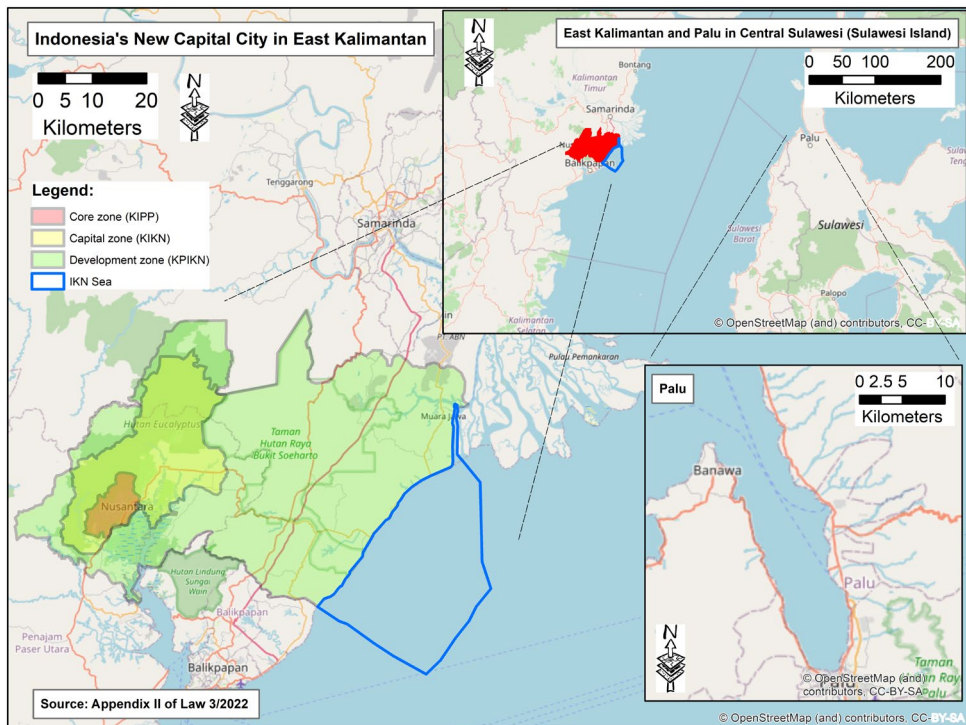 Indonesia's New Capital City in East Kalimantan
0 5 10 20
Kilometers
N
Legend:
Core zone (KIPP)
Capital zone (KIKN)
Development zone (KPIKN)
IKN Sea
Tenggarong
Samarinda
PT. ABN
Pulau Pemankaran
Muara Jawa
Hutan Eucalyptus
Taman
Hutan Raya
Bukit Soeharto
Nusantara
Hutan Lindung
Sungai
Wain
Balikpapan
Penajam
Paser Utara
Balikpapan
Source: Appendix II of Law 3/2022
East Kalimantan and Palu in Central Sulawesi (Sulawesi Island)
N
0 50 100 200
Kilometers
Bontang
Kalimantan
Timur
Samarinda
Balikpapan
Kalimantan
Selatan
Palu
Sulawesi
Sulawesi
Barat
Palopo
© OpenStreetMap (and) contributors, CC-BY-SA
Palu
0 2.5 5 10
Kilometers
Banawa
Palu
N
Taman
Palu
© OpenStreetMap (and)
contributors, CC-BY-SA
© OpenStreetMap (and) contributors, CC-BY-SA